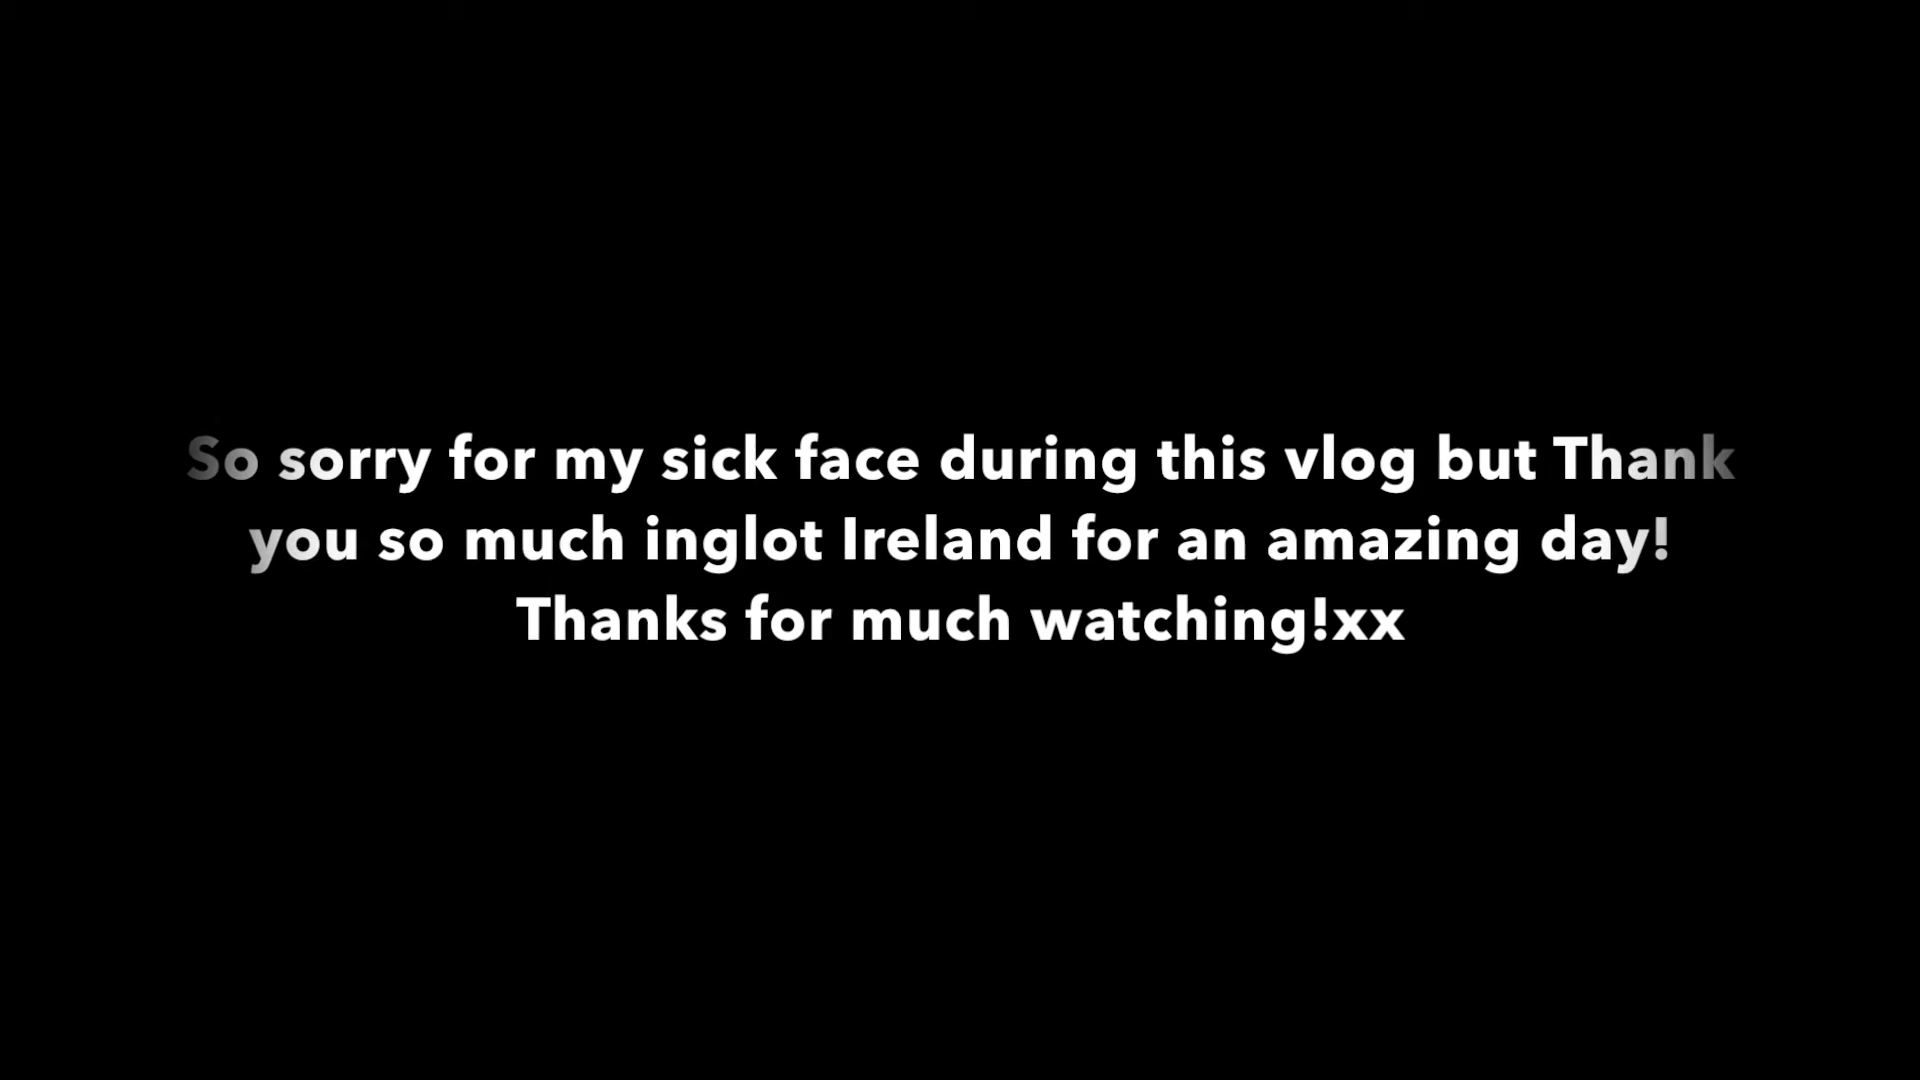 So sorry for my sick face during this vlog but Thank
you so much inglot Ireland for an amazing day!
Thanks for much watching!xx